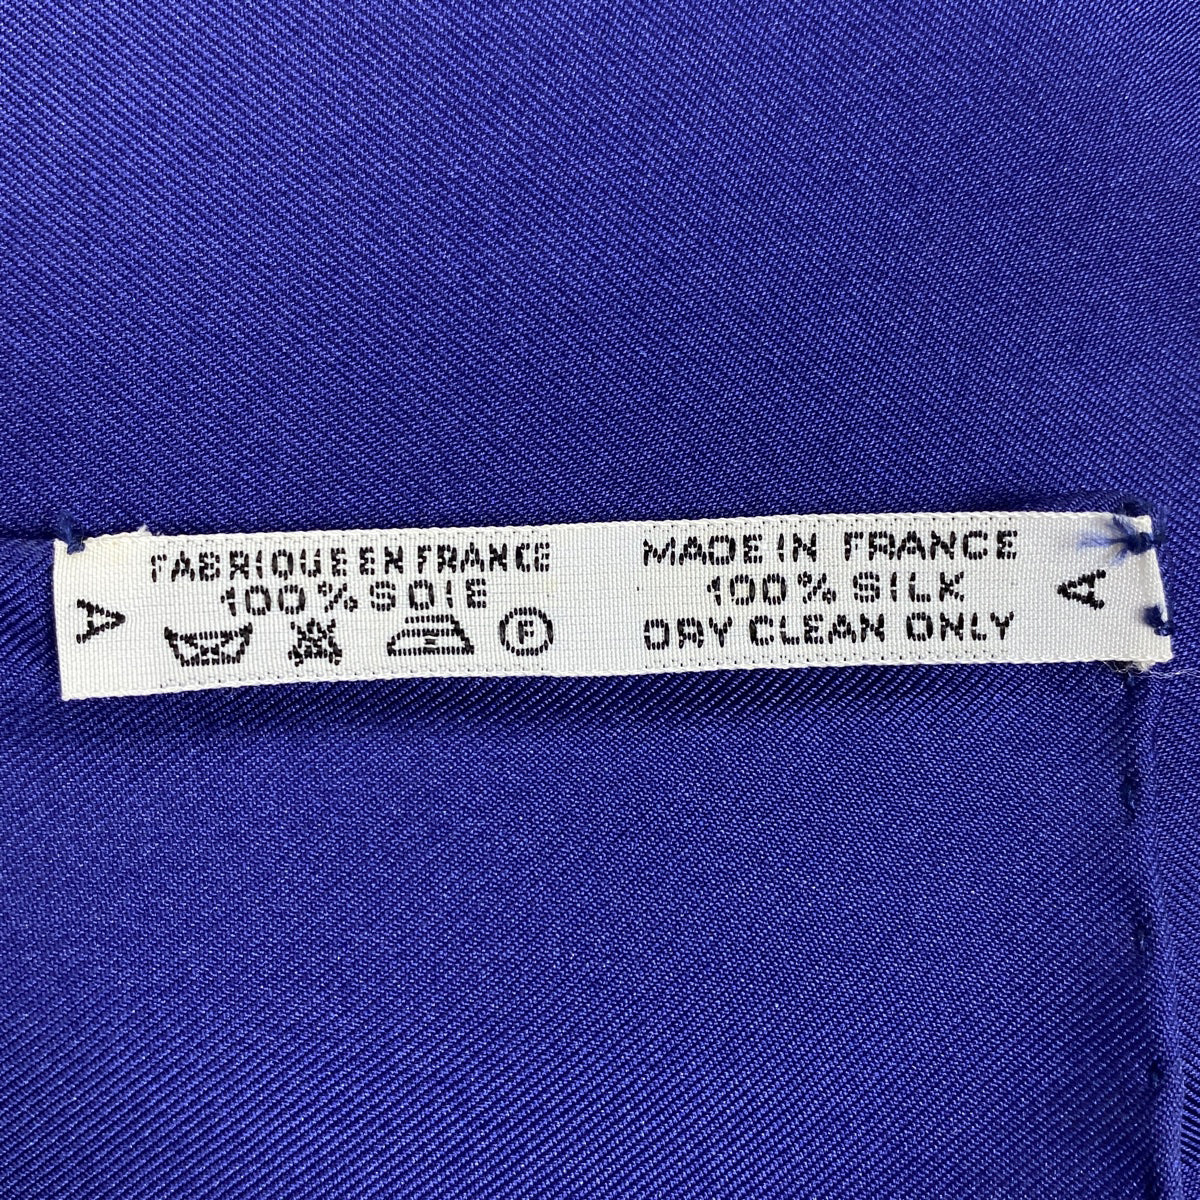 FABRIQUE EN FRANCE
100% SOIE
F
MADE IN FRANCE
100% SILK
DRY CLEAN ONLY
A
A